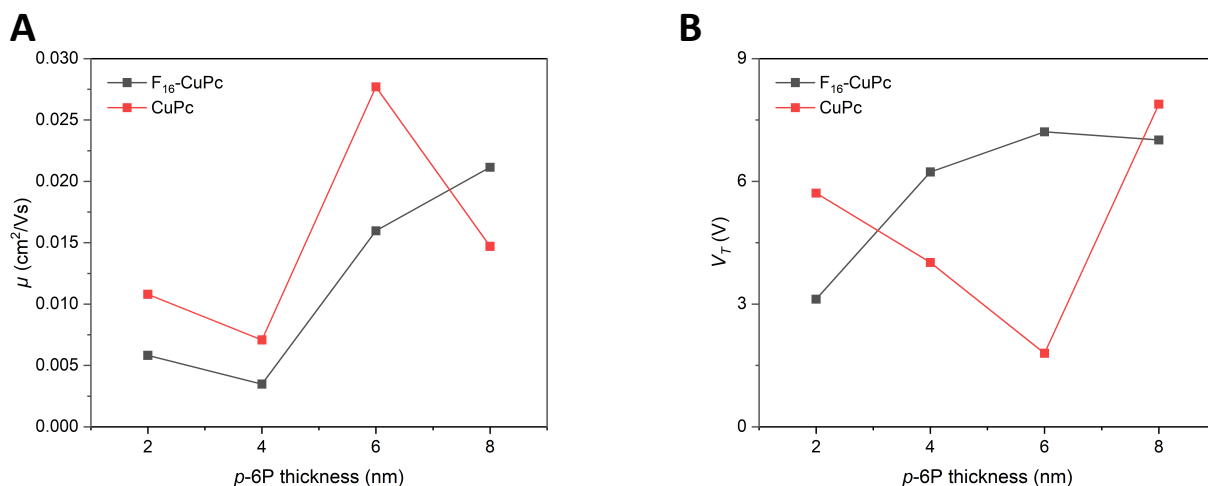 A
0.030
0.025
0.020
0.015
0.010
0.005
0.000
μ (cm²/Vs)
F₁₆-CuPc
CuPc
2 4 6 8
p-6P thickness (nm)
B
9
6
3
0
V_T (V)
F₁₆-CuPc
CuPc
2 4 6 8
p-6P thickness (nm)